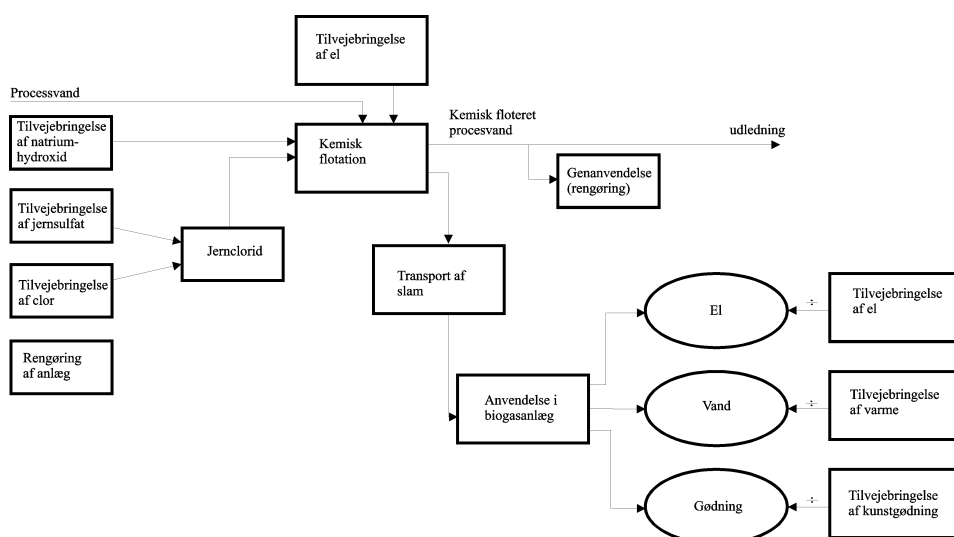 Tilvejebringelse
af el
Processvand
Tilvejebringelse
af natrium-
hydroxid
Kemisk
flotation
Kemisk floteret
procesvand
udledning
Genanvendelse
(rengøring)
Tilvejebringelse
af jernsulfat
Jernclorid
Tilvejebringelse
af clor
Transport af
slam
Rengøring
af anlæg
El
÷
Tilvejebringelse
af el
Anvendelse i
biogasanlæg
Vand
÷
Tilvejebringelse
af varme
Gødning
÷
Tilvejebringelse
af kunstgødning